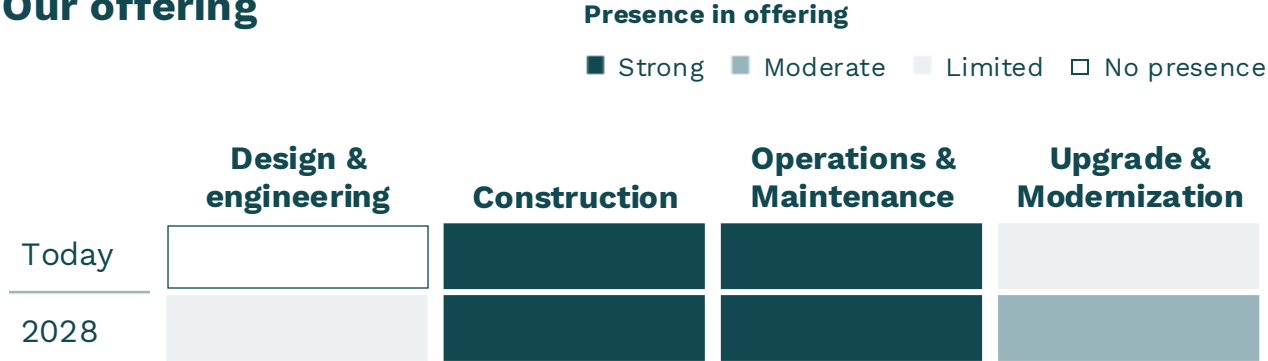 Our offering
Presence in offering
Strong Moderate Limited No presence
Design &
engineering
Construction
Operations &
Maintenance
Upgrade &
Modernization
Today
2028